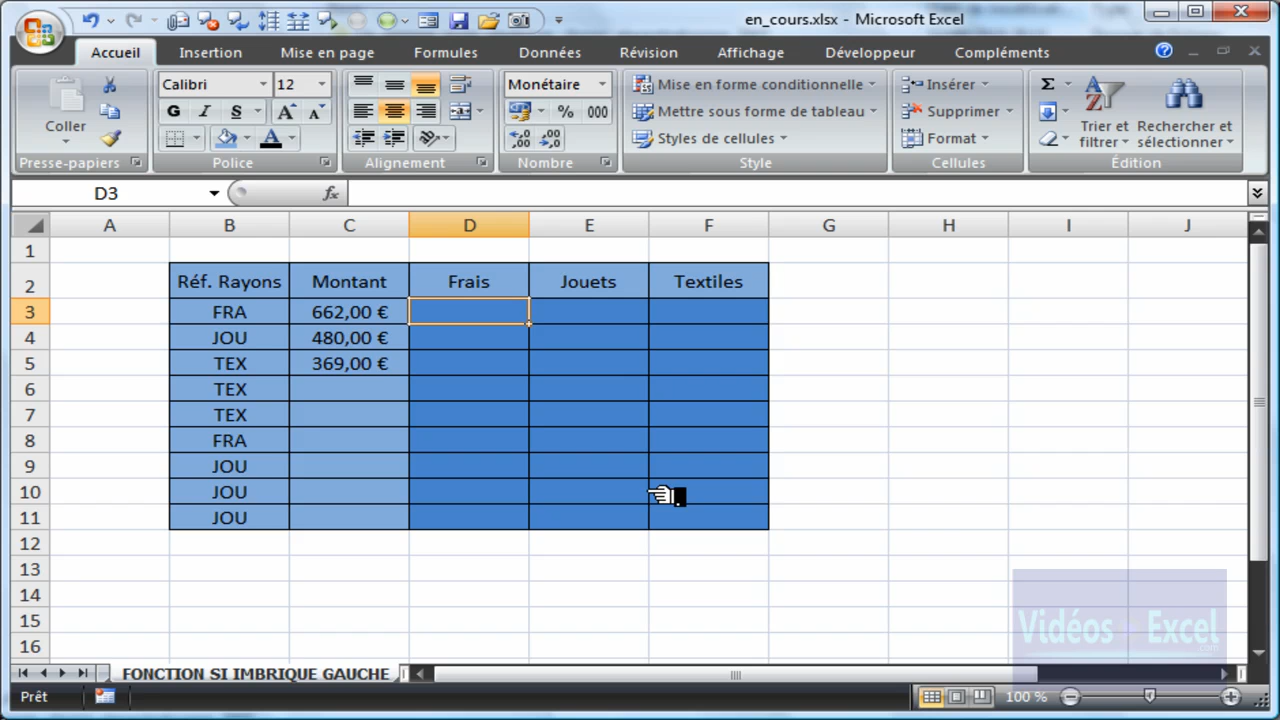 en_cours.xlsx - Microsoft Excel
Accueil Insertion Mise en page Formules Données Révision Affichage Développeur Compléments
Coller
Presse-papiers
Calibri 12
G I S A A
A
Police
Alignement
Monétaire
% 000
,00 ,00
Nombre
Mise en forme conditionnelle
Mettre sous forme de tableau
Styles de cellules
Style
Insérer
Supprimer
Format
Cellules
Σ
Trier et filtrer
Rechercher et sélectionner
Édition
D3 fx
A B C D E F G H I J
1
2 Réf. Rayons Montant Frais Jouets Textiles
3 FRA 662,00 €
4 JOU 480,00 €
5 TEX 369,00 €
6 TEX
7 TEX
8 FRA
9 JOU
10 JOU
11 JOU
12
13
14
15
16
Vidéos - Excel
.com
FONCTION SI IMBRIQUE GAUCHE
Prêt 100 %